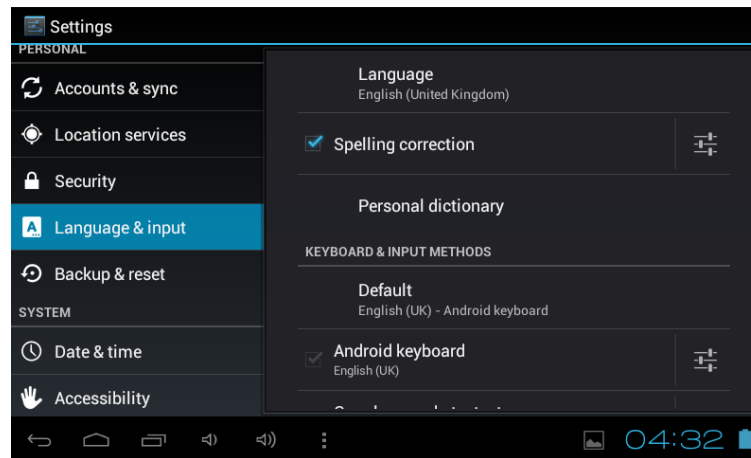 Settings
PERSONAL
Accounts & sync
Location services
Security
Language & input
Backup & reset
SYSTEM
Date & time
Accessibility
Language
English (United Kingdom)
Spelling correction
Personal dictionary
KEYBOARD & INPUT METHODS
Default
English (UK) - Android keyboard
Android keyboard
English (UK)
04:32